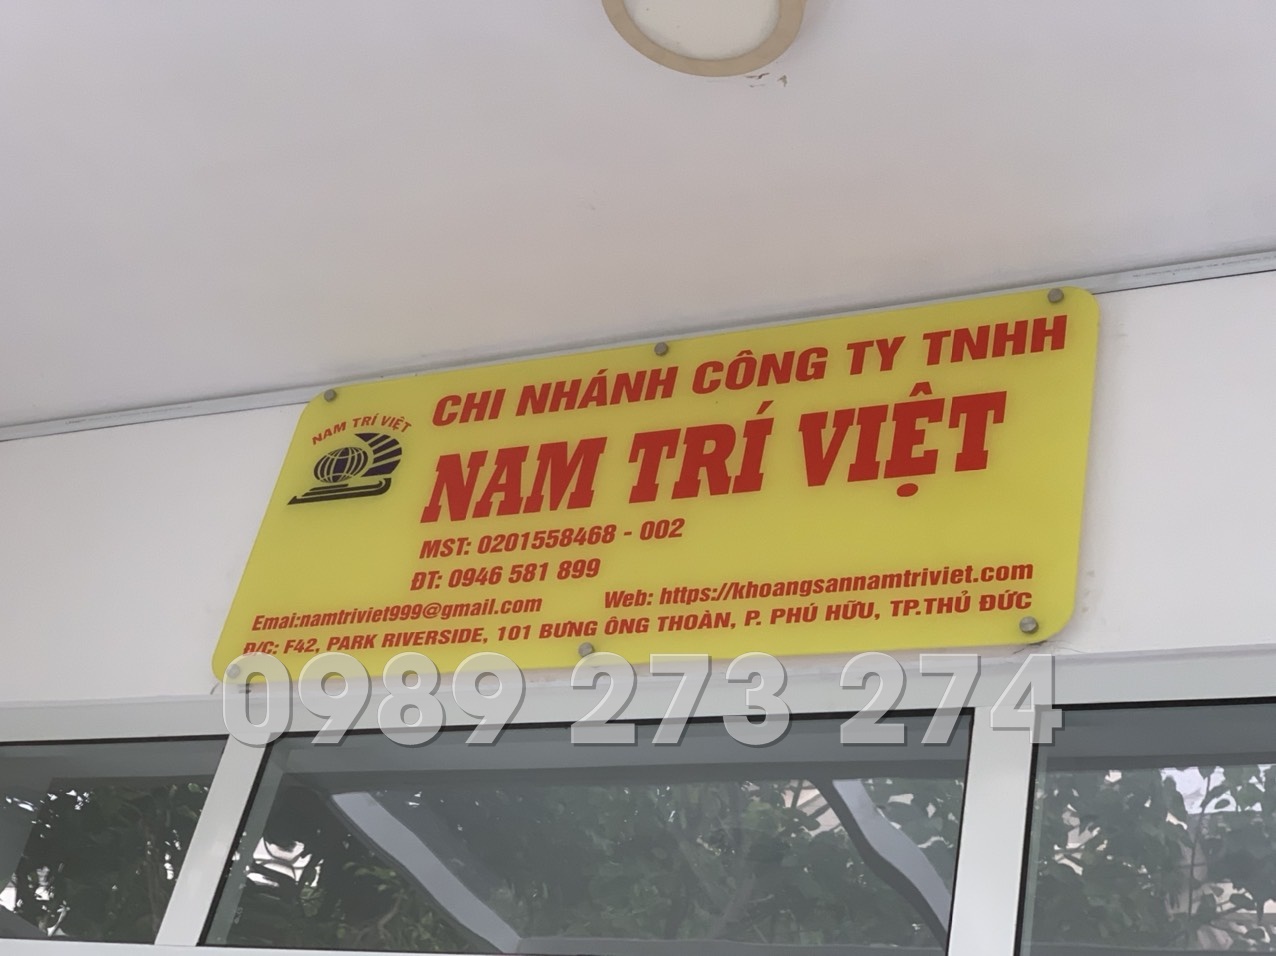 CHI NHÁNH CÔNG TY TNHH
NAM TRÍ VIỆT
NAM TRÍ VIỆT
MST: 0201558468 - 002
ĐT: 0946 581 899
Emai:namtriviet999@gmail.com
Web: https://khoangsannamtriviet.com
Đ/C: F42, PARK RIVERSIDE, 101 BƯNG ÔNG THOÀN, P. PHÚ HỮU, TP.THỦ ĐỨC
0989 273 274